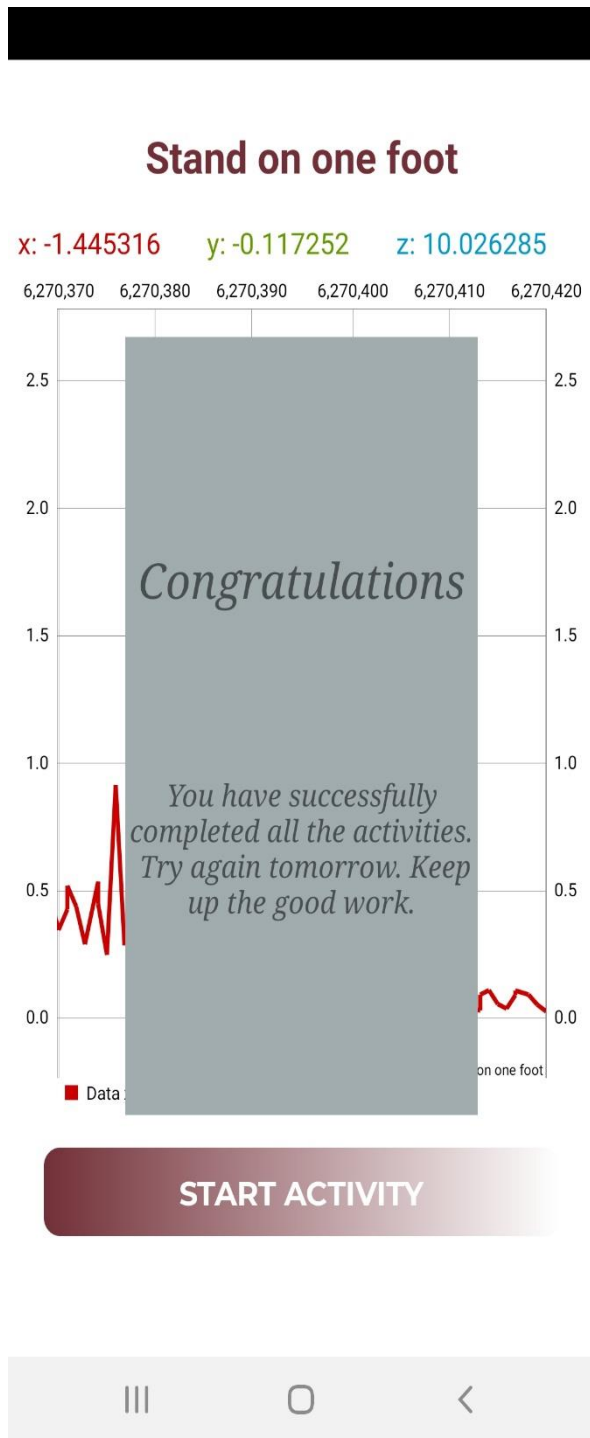 Stand on one foot
x: -1.445316 y: -0.117252 z: 10.026285
6,270,370 6,270,380 6,270,390 6,270,400 6,270,410 6,270,420
2.5 2.5
2.0 2.0
Congratulations
1.5 1.5
1.0 1.0
You have successfully
completed all the activities.
Try again tomorrow. Keep
0.5 0.5
up the good work.
0.0 0.0
on one foot
Data
START ACTIVITY